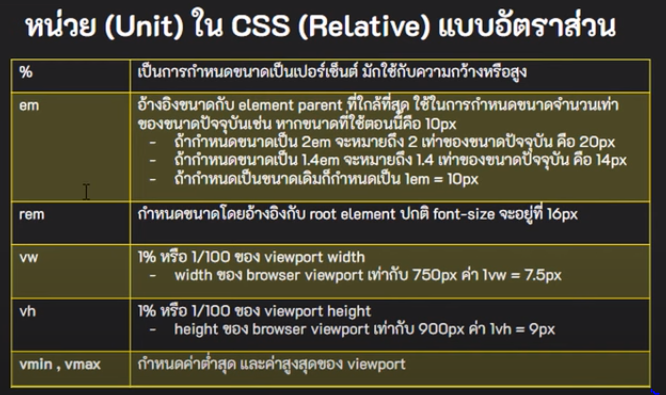 หน่วย (Unit) ใน CSS (Relative) แบบอัตราส่วน
% เป็นการกำหนดขนาดเป็นเปอร์เซ็นต์ มักใช้กับความกว้างหรือสูง
em อ้างอิงขนาดกับ element parent ที่ใกล้ที่สุด ใช้ในการกำหนดขนาดจำนวนเท่า
ของขนาดปัจจุบันเช่น หากขนาดที่ใช้ตอนนี้คือ 10px
- ถ้ากำหนดขนาดเป็น 2em จะหมายถึง 2 เท่าของขนาดปัจจุบัน คือ 20px
- ถ้ากำหนดขนาดเป็น 1.4em จะหมายถึง 1.4 เท่าของขนาดปัจจุบัน คือ 14px
- ถ้ากำหนดเป็นขนาดเดิมก็กำหนดเป็น 1em = 10px
rem กำหนดขนาดโดยอ้างอิงกับ root element ปกติ font-size จะอยู่ที่ 16px
vw 1% หรือ 1/100 ของ viewport width
- width ของ browser viewport เท่ากับ 750px ค่า 1vw = 7.5px
vh 1% หรือ 1/100 ของ viewport height
- height ของ browser viewport เท่ากับ 900px ค่า 1vh = 9px
vmin , vmax กำหนดค่าต่ำสุด และค่าสูงสุดของ viewport